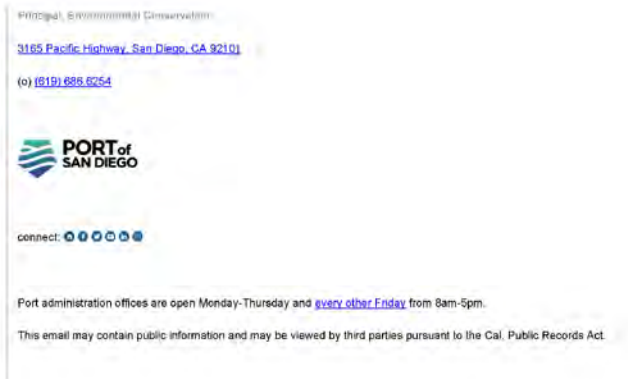 Principal, Environmental Conservation
3165 Pacific Highway, San Diego, CA 92101
(o) (619) 686.6254
PORT of
SAN DIEGO
connect:
Port administration offices are open Monday-Thursday and every other Friday from 8am-5pm.
This email may contain public information and may be viewed by third parties pursuant to the Cal. Public Records Act.